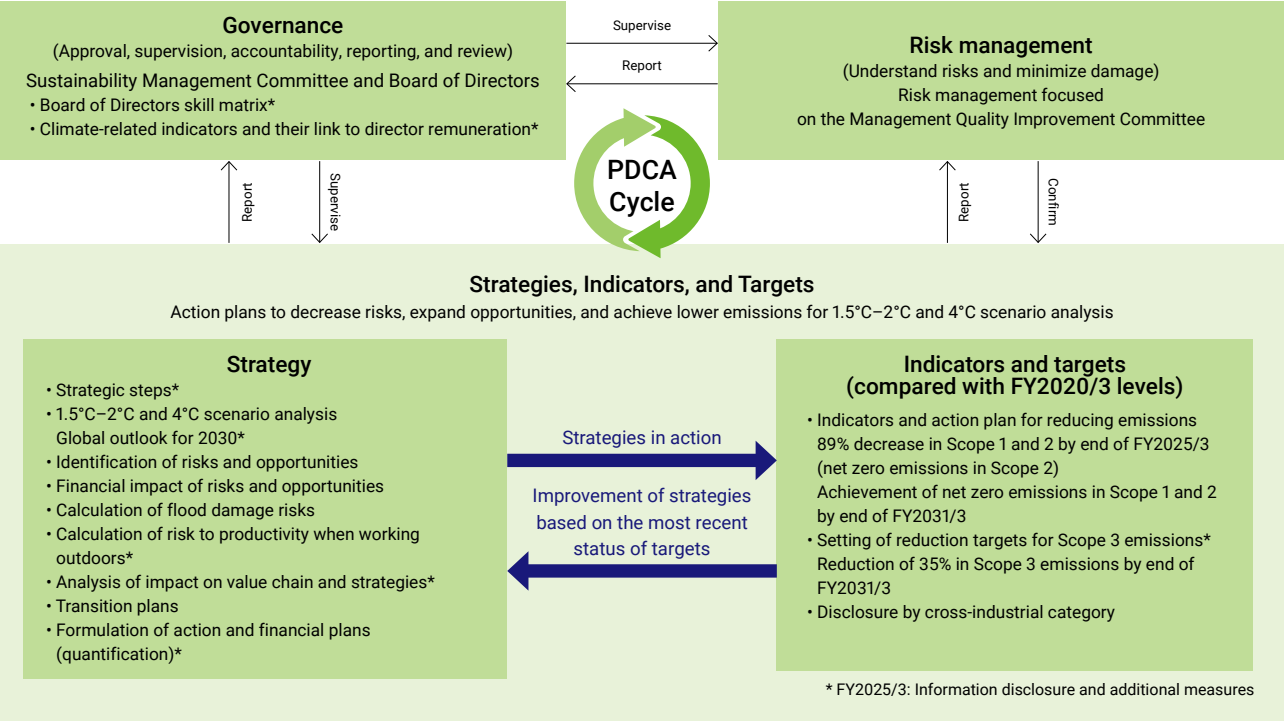 Governance
(Approval, supervision, accountability, reporting, and review)
Sustainability Management Committee and Board of Directors
• Board of Directors skill matrix*
• Climate-related indicators and their link to director remuneration*
Supervise
Report
Risk management
(Understand risks and minimize damage)
Risk management focused
on the Management Quality Improvement Committee
PDCA
Cycle
Report
Supervise
Report
Confirm
Strategies, Indicators, and Targets
Action plans to decrease risks, expand opportunities, and achieve lower emissions for 1.5°C–2°C and 4°C scenario analysis
Strategy
• Strategic steps*
• 1.5°C–2°C and 4°C scenario analysis
Global outlook for 2030*
• Identification of risks and opportunities
• Financial impact of risks and opportunities
• Calculation of flood damage risks
• Calculation of risk to productivity when working
outdoors*
• Analysis of impact on value chain and strategies*
• Transition plans
• Formulation of action and financial plans
(quantification)*
Strategies in action
Improvement of strategies
based on the most recent
status of targets
Indicators and targets
(compared with FY2020/3 levels)
• Indicators and action plan for reducing emissions
89% decrease in Scope 1 and 2 by end of FY2025/3
(net zero emissions in Scope 2)
Achievement of net zero emissions in Scope 1 and 2
by end of FY2031/3
• Setting of reduction targets for Scope 3 emissions*
Reduction of 35% in Scope 3 emissions by end of
FY2031/3
• Disclosure by cross-industrial category
* FY2025/3: Information disclosure and additional measures